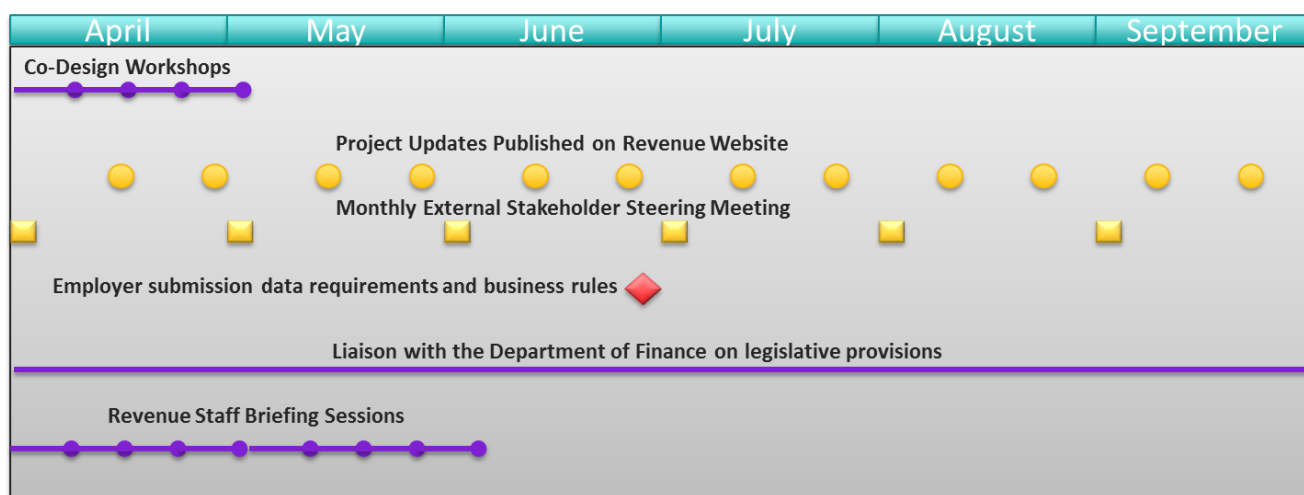 April May June July August September
Co-Design Workshops
Project Updates Published on Revenue Website
Monthly External Stakeholder Steering Meeting
Employer submission data requirements and business rules
Liaison with the Department of Finance on legislative provisions
Revenue Staff Briefing Sessions